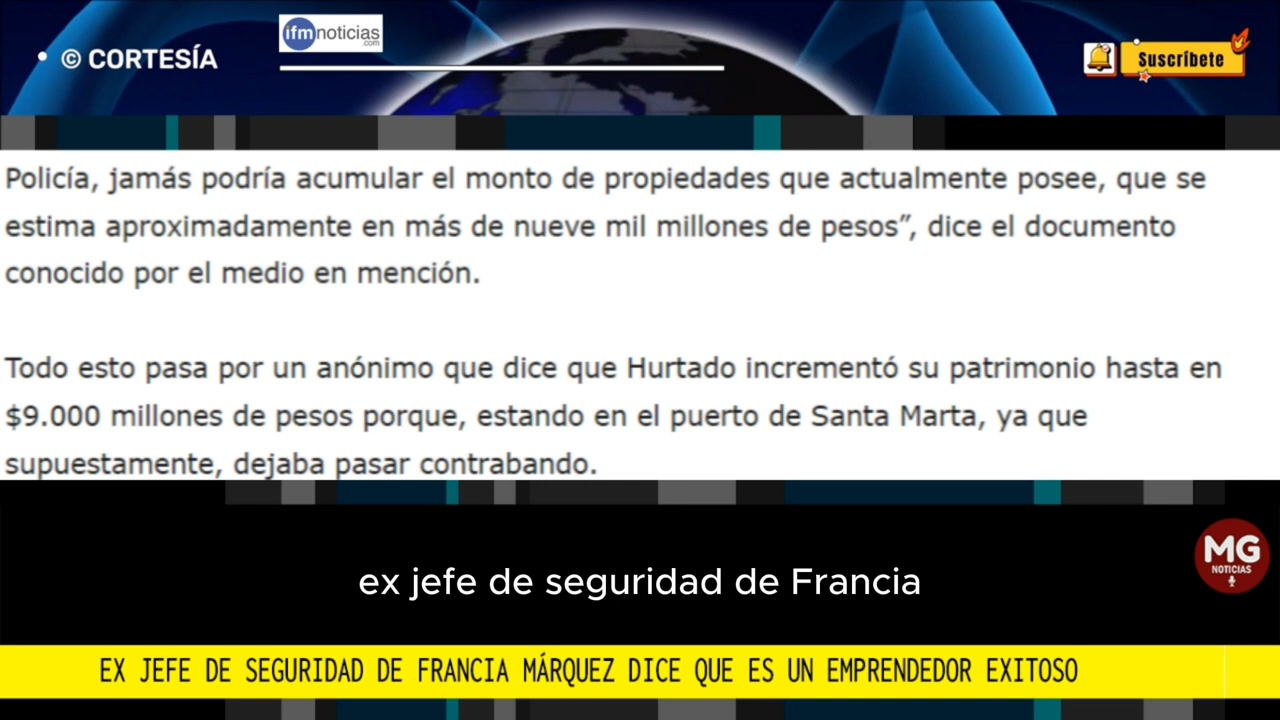 © CORTESÍA
ifmnoticias
.com
Suscríbete
Policía, jamás podría acumular el monto de propiedades que actualmente posee, que se
estima aproximadamente en más de nueve mil millones de pesos”, dice el documento
conocido por el medio en mención.
Todo esto pasa por un anónimo que dice que Hurtado incrementó su patrimonio hasta en
$9.000 millones de pesos porque, estando en el puerto de Santa Marta, ya que
supuestamente, dejaba pasar contrabando.
MG
NOTICIAS
ex jefe de seguridad de Francia
EX JEFE DE SEGURIDAD DE FRANCIA MÁRQUEZ DICE QUE ES UN EMPRENDEDOR EXITOSO